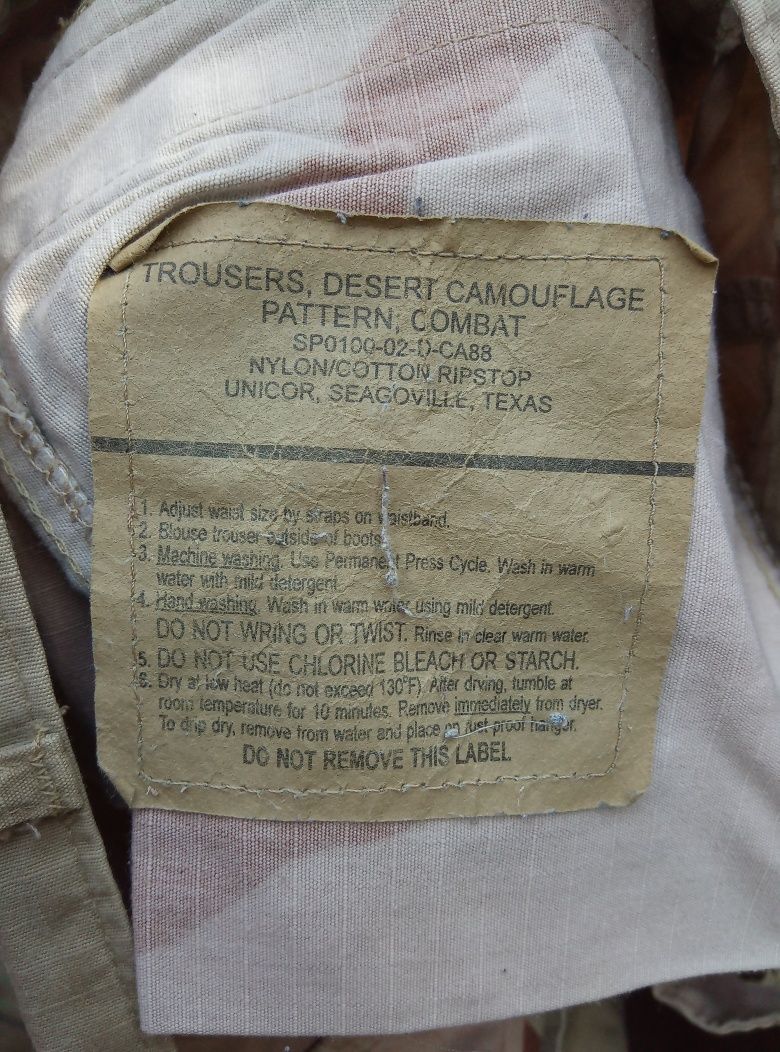 TROUSERS, DESERT CAMOUFLAGE
PATTERN, COMBAT
SP0100-02-D-CA88
NYLON/COTTON RIPSTOP
UNICOR, SEAGOVILLE, TEXAS
1. Adjust waist size by straps on waistband.
2. Blouse trouser outside of boots.
3. Machine washing. Use Permanent Press Cycle. Wash in warm
water with mild detergent.
4. Hand washing. Wash in warm water using mild detergent.
DO NOT WRING OR TWIST. Rinse in clear warm water.
5. DO NOT USE CHLORINE BLEACH OR STARCH.
6. Dry at low heat (do not exceed 130°F). After drying, tumble at
room temperature for 10 minutes. Remove immediately from dryer.
To drip dry, remove from water and place on rust proof hanger.
DO NOT REMOVE THIS LABEL